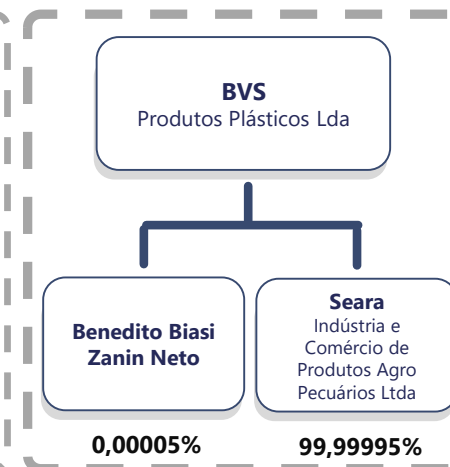 BVS
Produtos Plásticos Lda
Benedito Biasi
Zanin Neto
Seara
Indústria e
Comércio de
Produtos Agro
Pecuários Ltda
0,00005%
99,99995%